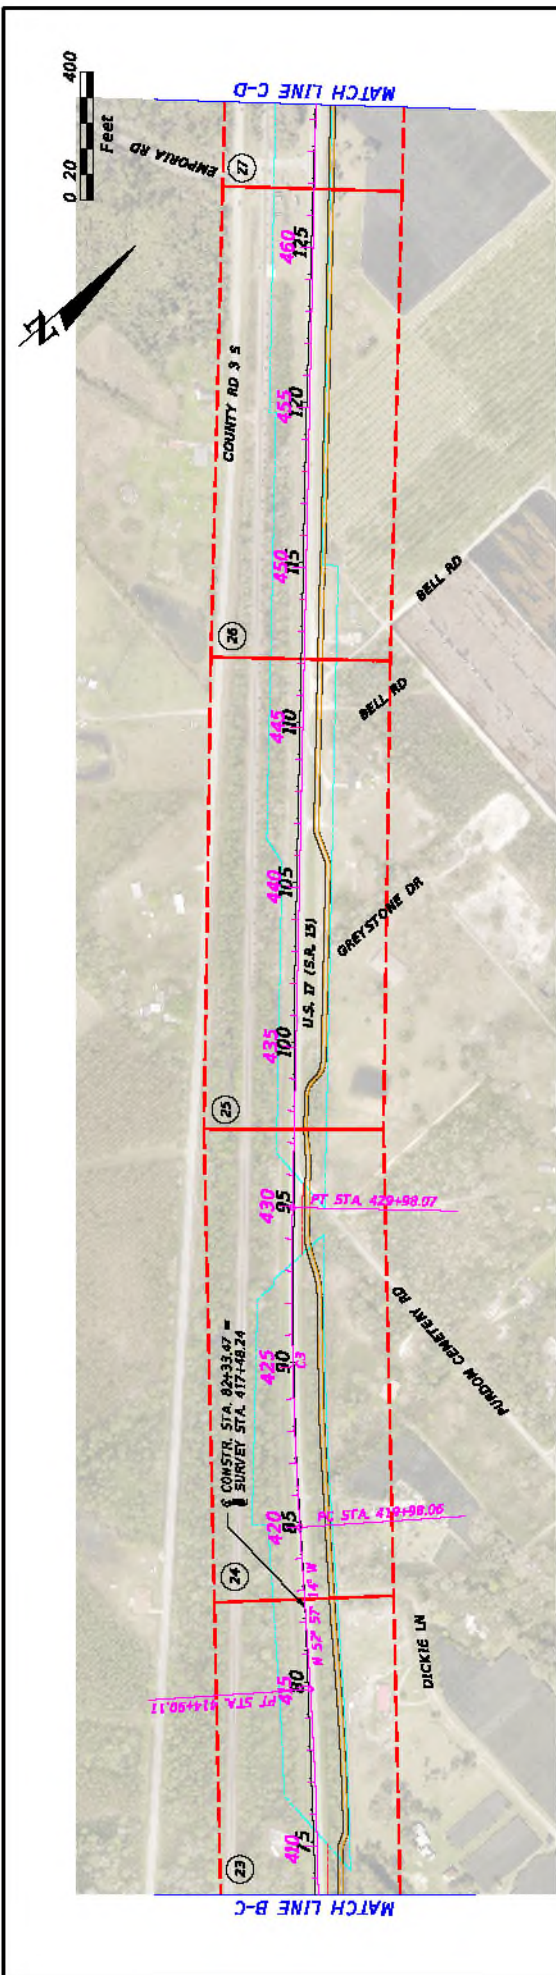 MATCH LINE C-D
0 20 400
Feet
EMPORIA RD
27
N
460
125
COUNTY RD 3 S
455
120
450
115
BELL RD
26
BELL RD
445
110
440
105
GREYSTONE DR
U.S. 17 (S.R. 15)
435
100
25
430
95
PT STA. 429+98.07
PURDOM CEMETERY RD
425
90
C3
℄ CONSTR. STA. 82+33.47 =
℄ SURVEY STA. 417+48.24
420
85
PC STA. 419+98.06
24
N 52° 57' 14" W
DICKIE LN
415
80
PT STA. 414+90.11
410
75
23
MATCH LINE B-C